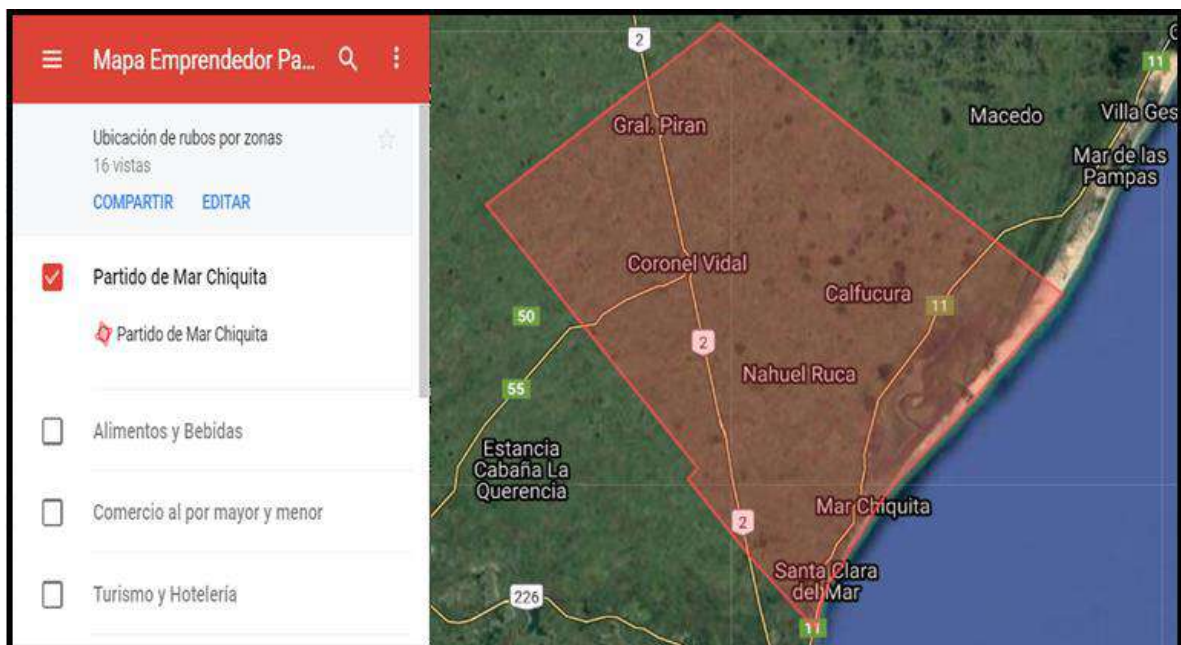 Mapa Emprendedor Pa...
Ubicación de rubos por zonas
16 vistas
COMPARTIR EDITAR
Partido de Mar Chiquita
Partido de Mar Chiquita
Alimentos y Bebidas
Comercio al por mayor y menor
Turismo y Hotelería
2
11
Gral. Piran
Macedo
Villa Ges
Mar de las
Pampas
Coronel Vidal
Calfucura
11
50
2
Nahuel Ruca
55
Estancia
Cabaña La
Querencia
Mar Chiquita
2
Santa Clara
del Mar
226
11